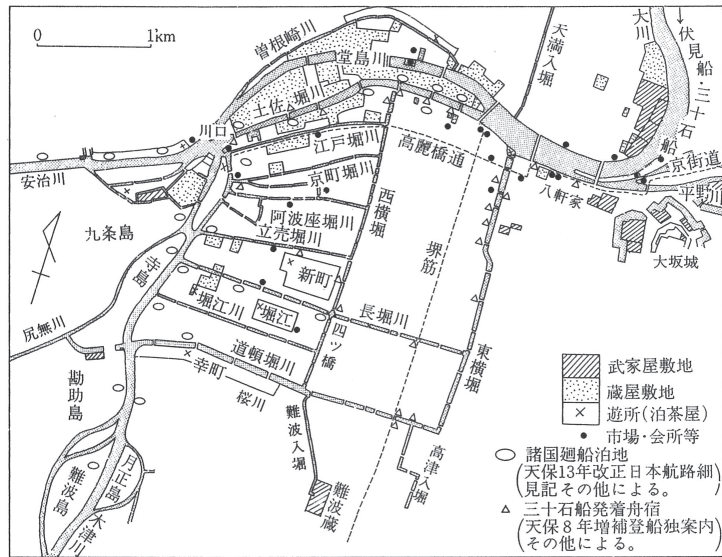 0 1km
曽根崎川
堂島川
天満入堀
大川
伏見船・三十石船
土佐堀川
川口
安治川
江戸堀川
高麗橋通
京街道
平野川
京町堀川
西横堀
八軒家
阿波座堀川
立売堀川
九条島
大坂城
寺島
新町
堺筋
堀江川
堀江
長堀川
四ツ橋
東横堀
尻無川
道頓堀川
幸町
桜川
勘助島
難波入堀
高津入堀
月正島
難波島
木津川
難波蔵
武家屋敷地
蔵屋敷地
遊所(泊茶屋)
市場・会所等
諸国廻船泊地
(天保13年改正日本航路細
見記その他による。)
三十石船発着舟宿
(天保8年増補登船独案内
その他による。)